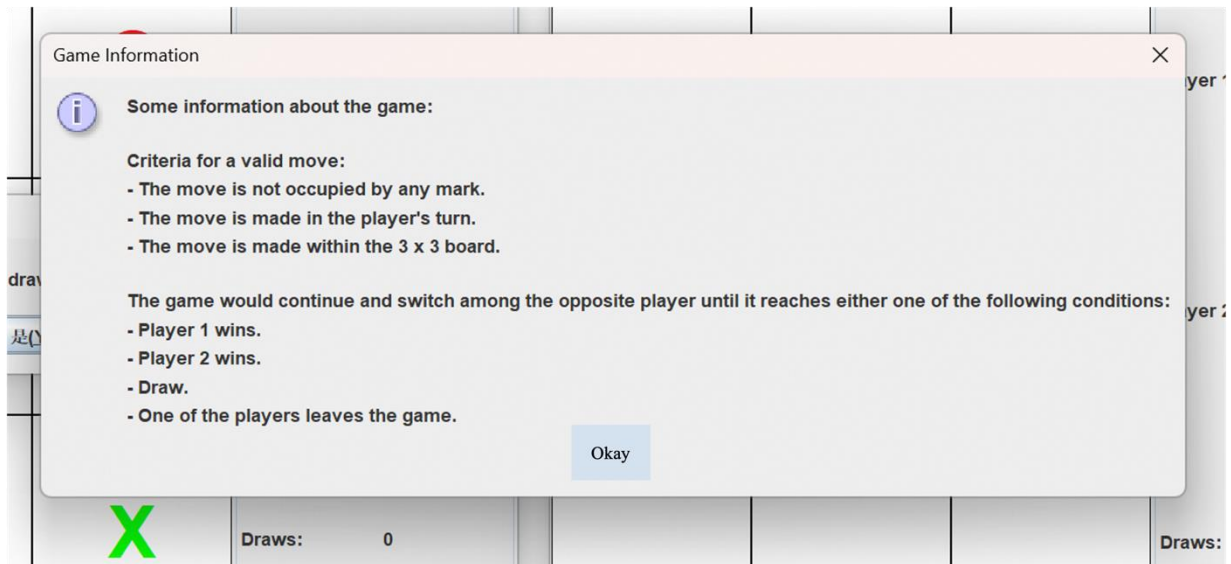 Game Information
Some information about the game:
Criteria for a valid move:
- The move is not occupied by any mark.
- The move is made in the player's turn.
- The move is made within the 3 x 3 board.
The game would continue and switch among the opposite player until it reaches either one of the following conditions:
- Player 1 wins.
- Player 2 wins.
- Draw.
- One of the players leaves the game.
Okay
是(Y
X
Draws: 0
Draws: